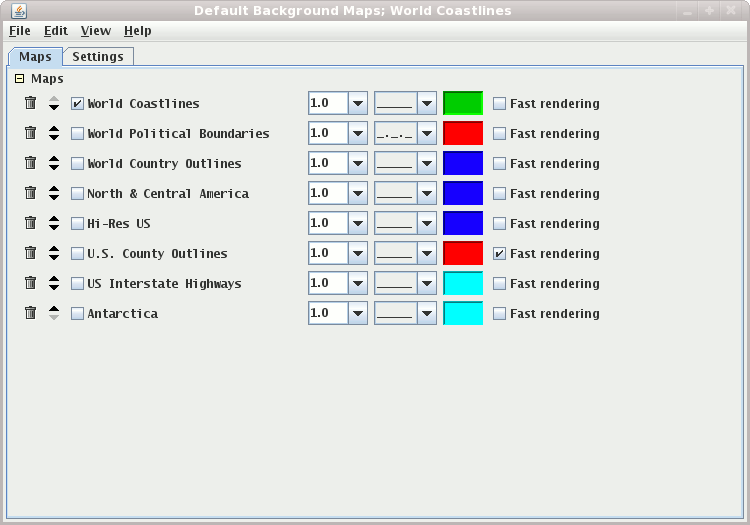 Default Background Maps; World Coastlines
File Edit View Help
Maps Settings
Maps
World Coastlines 1.0 _____ Fast rendering
World Political Boundaries 1.0 _._._ Fast rendering
World Country Outlines 1.0 _____ Fast rendering
North & Central America 1.0 _____ Fast rendering
Hi-Res US 1.0 _____ Fast rendering
U.S. County Outlines 1.0 _____ Fast rendering
US Interstate Highways 1.0 _____ Fast rendering
Antarctica 1.0 _____ Fast rendering